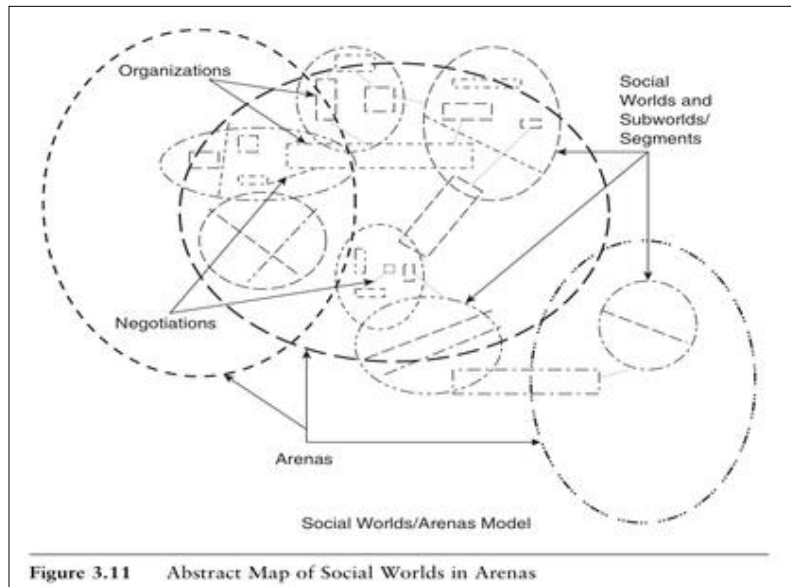 Organizations
Social
Worlds and
Subworlds/
Segments
Negotiations
Arenas
Social Worlds/Arenas Model
Figure 3.11 Abstract Map of Social Worlds in Arenas